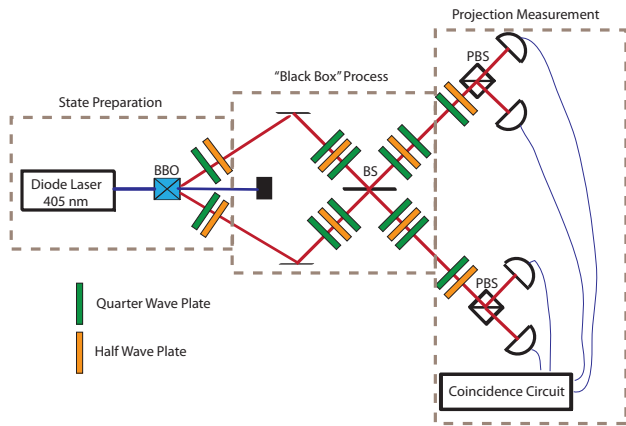 Projection Measurement
PBS
"Black Box" Process
State Preparation
BBO
Diode Laser
405 nm
BS
PBS
Quarter Wave Plate
Half Wave Plate
Coincidence Circuit